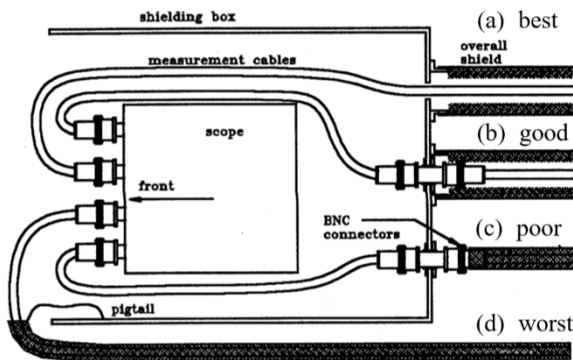 shielding box
(a) best
measurement cables
overall
shield
scope
(b) good
front
BNC
connectors
(c) poor
pigtail
(d) worst